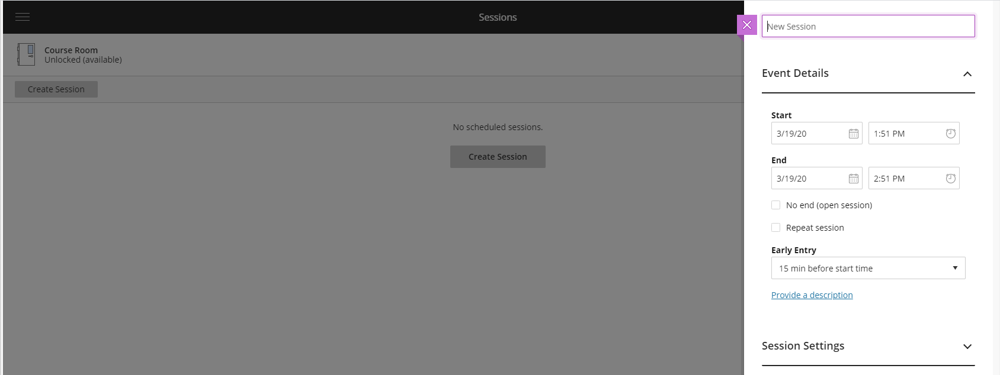 Sessions
Course Room
Unlocked (available)
Create Session
No scheduled sessions.
Create Session
New Session
Event Details
Start
3/19/20 1:51 PM
End
3/19/20 2:51 PM
No end (open session)
Repeat session
Early Entry
15 min before start time
Provide a description
Session Settings